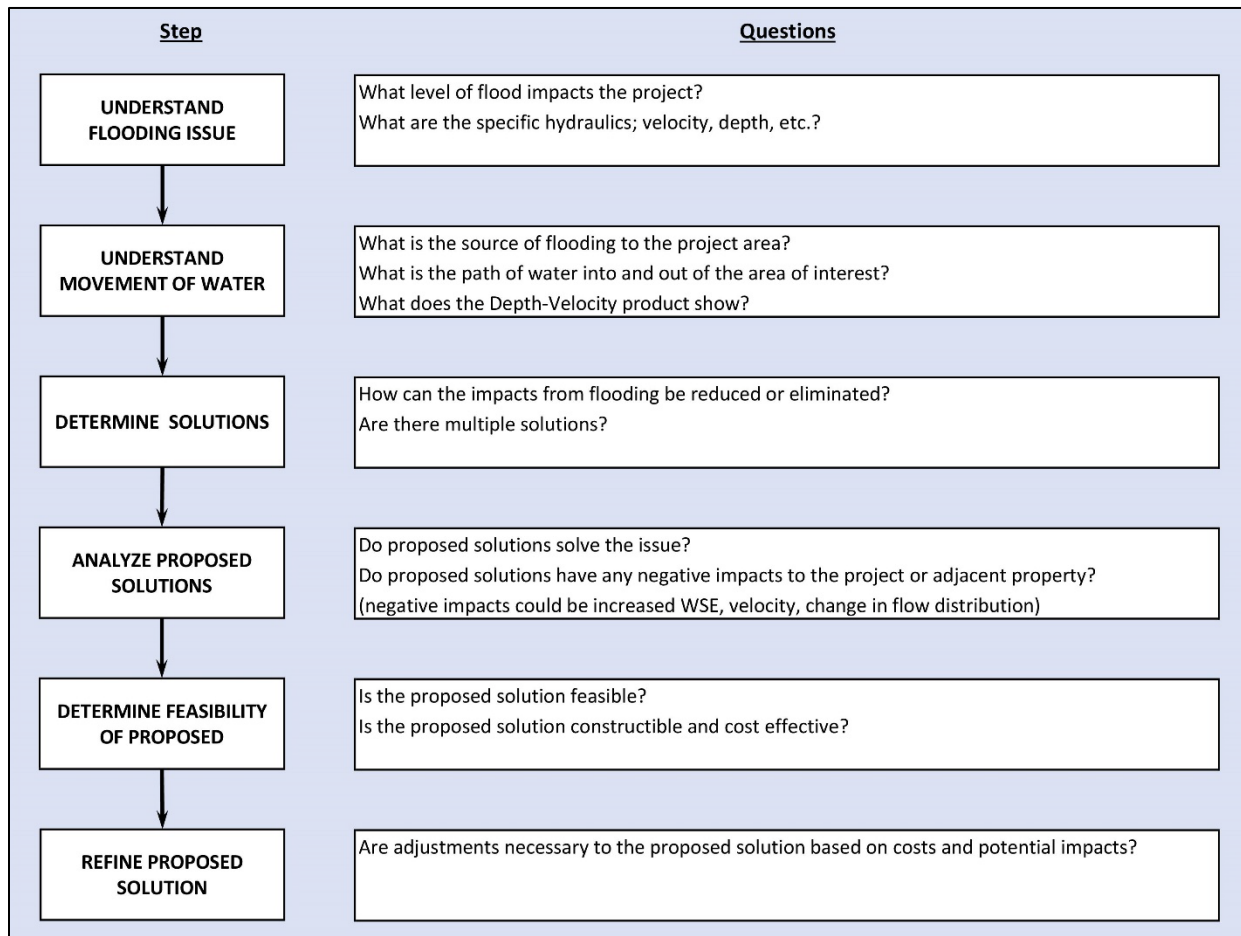 Step
Questions
UNDERSTAND
FLOODING ISSUE
What level of flood impacts the project?
What are the specific hydraulics; velocity, depth, etc.?
UNDERSTAND
MOVEMENT OF WATER
What is the source of flooding to the project area?
What is the path of water into and out of the area of interest?
What does the Depth-Velocity product show?
DETERMINE SOLUTIONS
How can the impacts from flooding be reduced or eliminated?
Are there multiple solutions?
ANALYZE PROPOSED
SOLUTIONS
Do proposed solutions solve the issue?
Do proposed solutions have any negative impacts to the project or adjacent property?
(negative impacts could be increased WSE, velocity, change in flow distribution)
DETERMINE FEASIBILITY
OF PROPOSED
Is the proposed solution feasible?
Is the proposed solution constructible and cost effective?
REFINE PROPOSED
SOLUTION
Are adjustments necessary to the proposed solution based on costs and potential impacts?